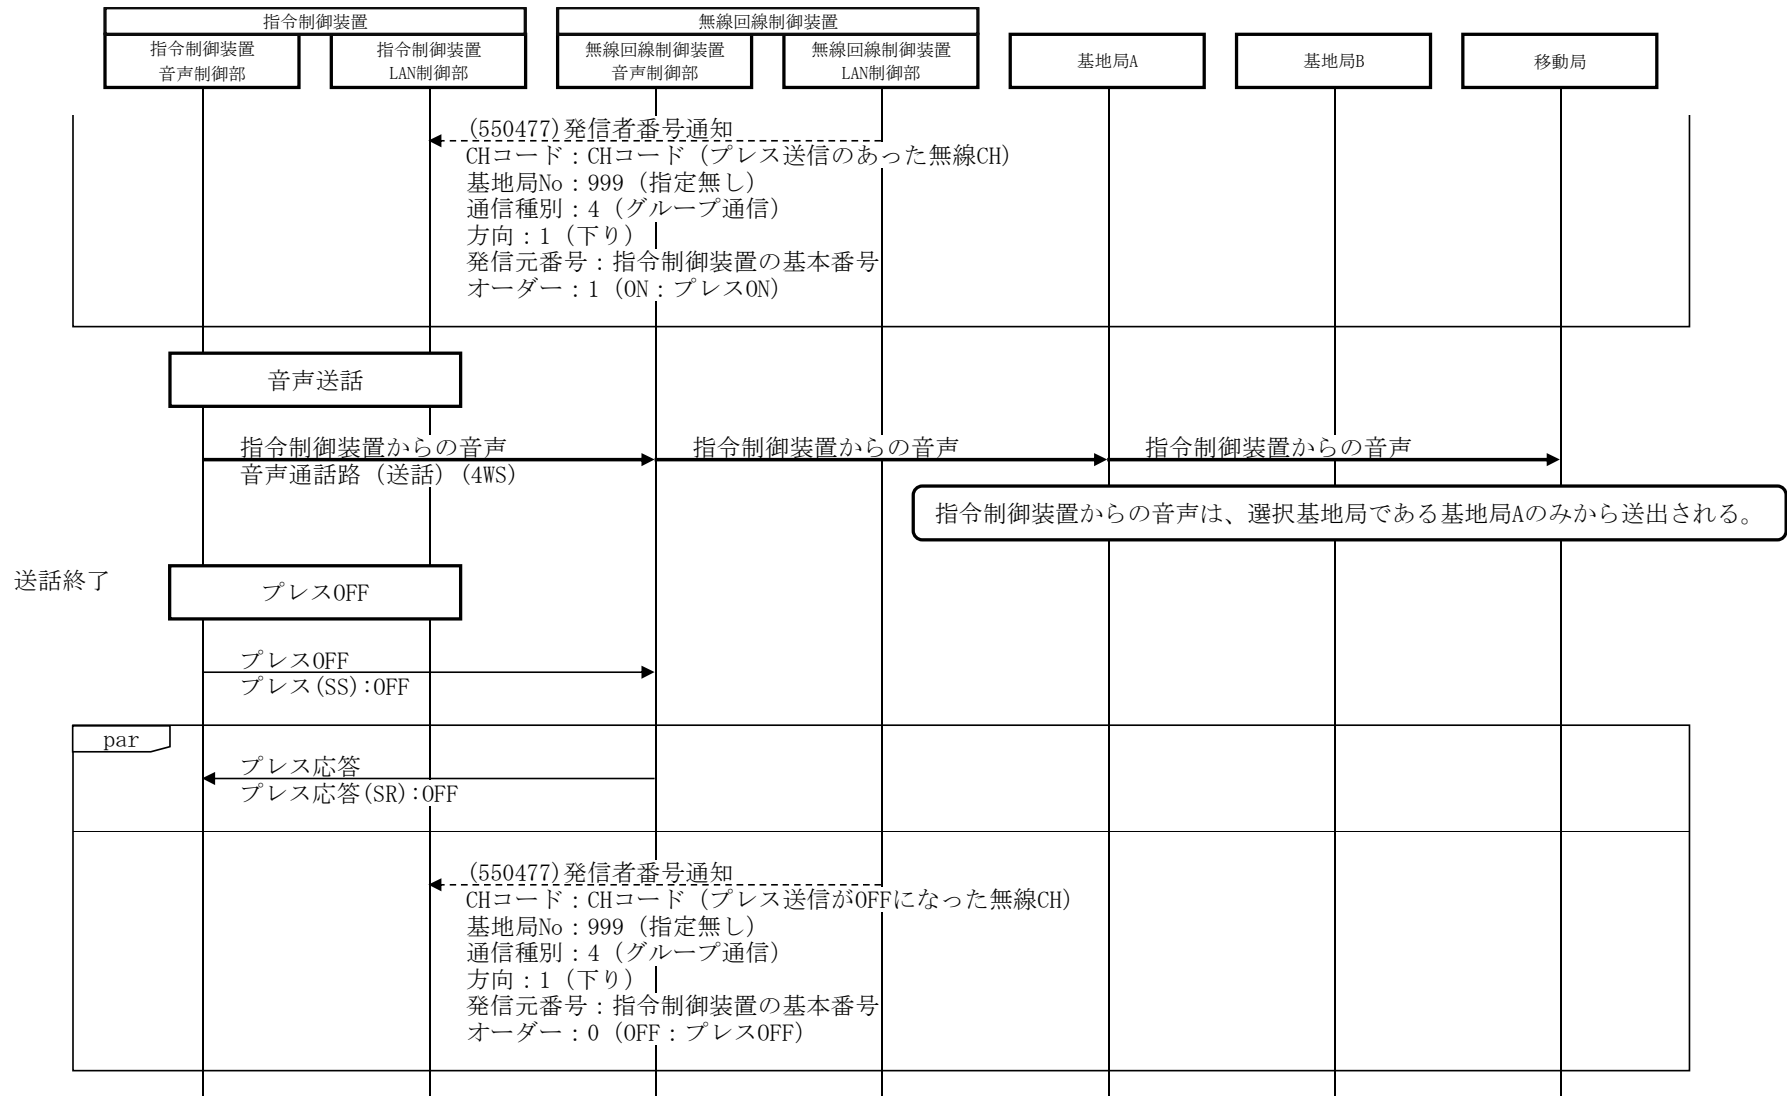 指令制御装置
無線回線制御装置
指令制御装置
音声制御部
指令制御装置
LAN制御部
無線回線制御装置
音声制御部
無線回線制御装置
LAN制御部
基地局A
基地局B
移動局
(550477)発信者番号通知
CHコード：CHコード（プレス送信のあった無線CH）
基地局No：999（指定無し）
通信種別：4（グループ通信）
方向：1（下り）
発信元番号：指令制御装置の基本番号
オーダー：1（ON：プレスON）
音声送話
指令制御装置からの音声
音声通話路（送話）(4WS)
指令制御装置からの音声
指令制御装置からの音声
指令制御装置からの音声は、選択基地局である基地局Aのみから送出される。
送話終了
プレスOFF
プレスOFF
プレス(SS):OFF
par
プレス応答
プレス応答(SR):OFF
(550477)発信者番号通知
CHコード：CHコード（プレス送信がOFFになった無線CH）
基地局No：999（指定無し）
通信種別：4（グループ通信）
方向：1（下り）
発信元番号：指令制御装置の基本番号
オーダー：0（OFF：プレスOFF）